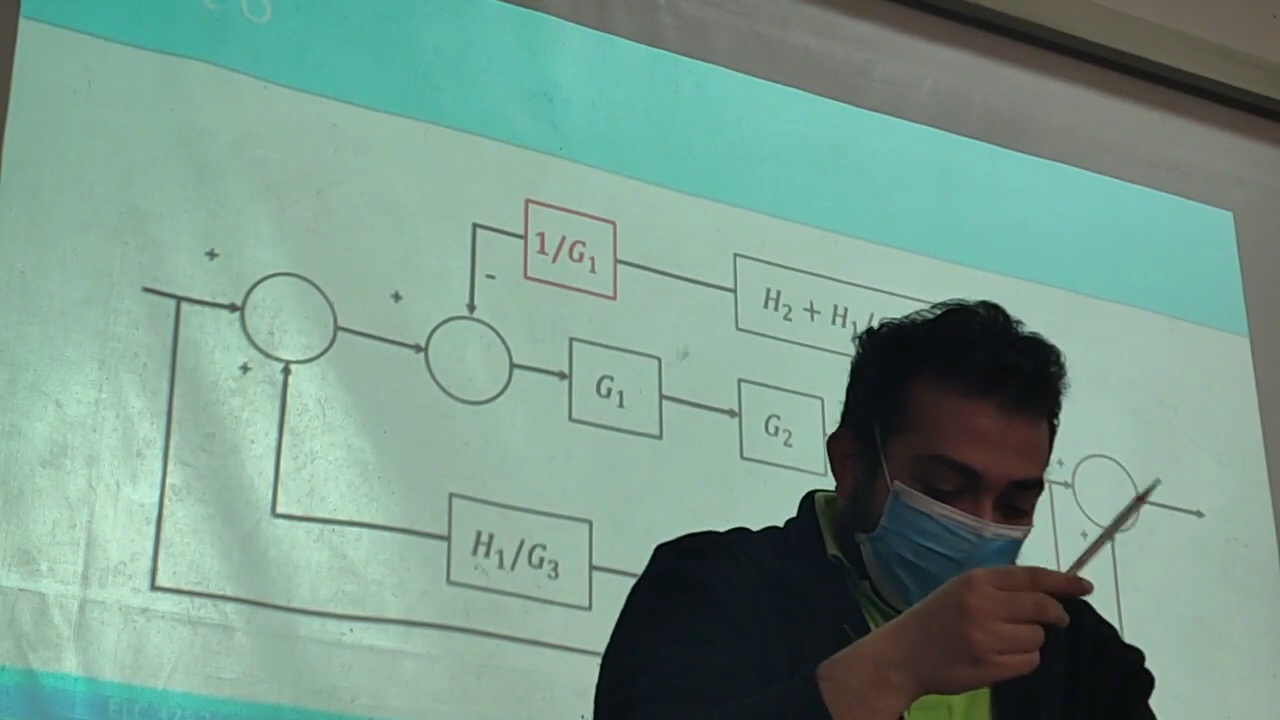 1/G₁
H₂ + H₁/
+
+
-
G₁
G₂
+
H₁/G₃
+
+